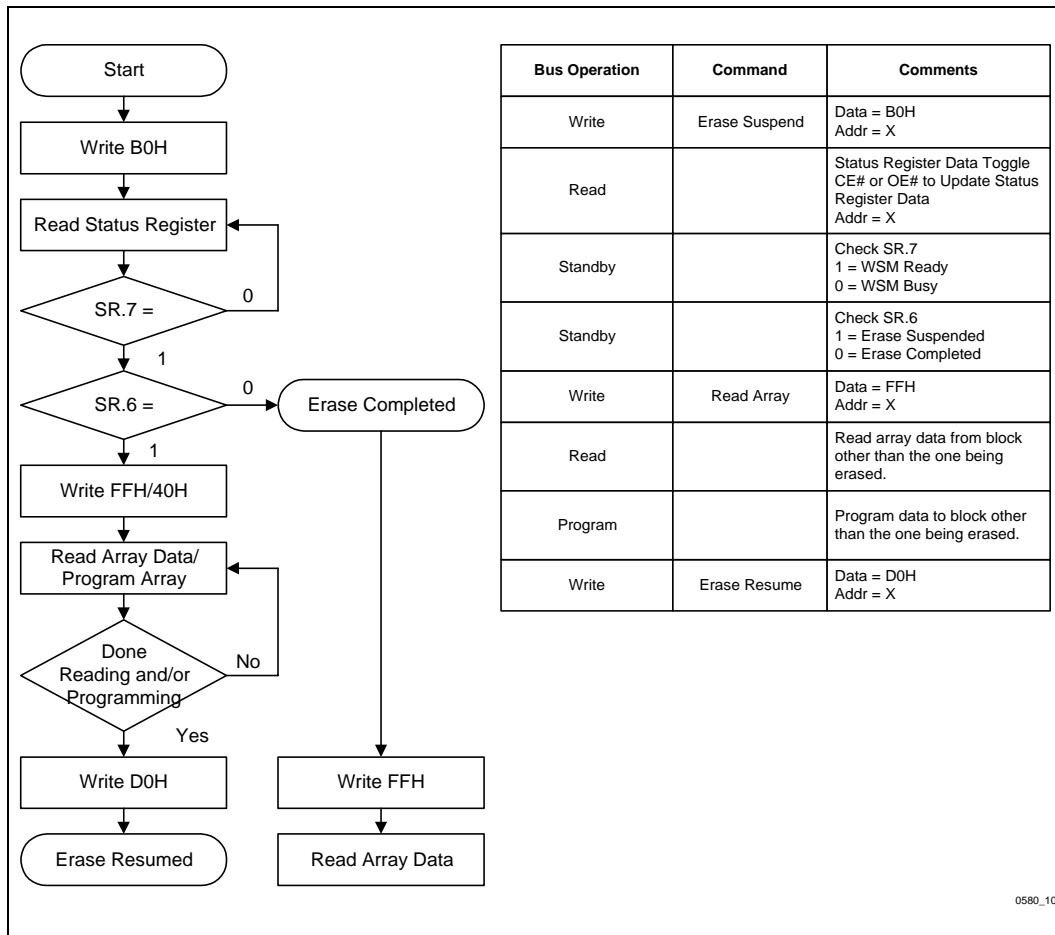 Start
Write B0H
Read Status Register
SR.7 =
0
1
SR.6 =
0
Erase Completed
1
Write FFH/40H
Read Array Data/
Program Array
Done
Reading and/or
Programming
No
Yes
Write D0H
Write FFH
Erase Resumed
Read Array Data
Bus Operation Command Comments
Write Erase Suspend Data = B0H
Addr = X
Read Status Register Data Toggle
CE# or OE# to Update Status
Register Data
Addr = X
Standby Check SR.7
1 = WSM Ready
0 = WSM Busy
Standby Check SR.6
1 = Erase Suspended
0 = Erase Completed
Write Read Array Data = FFH
Addr = X
Read Read array data from block
other than the one being
erased.
Program Program data to block other
than the one being erased.
Write Erase Resume Data = D0H
Addr = X
0580_10